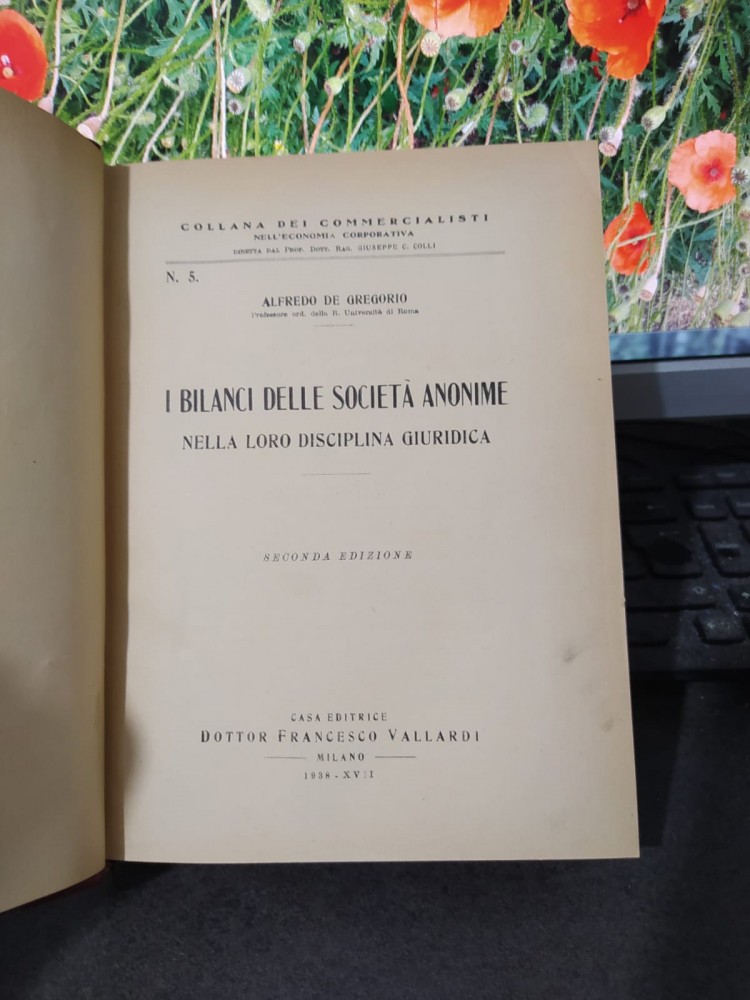 COLLANA DEI COMMERCIALISTI
NELL'ECONOMIA CORPORATIVA
DIRETTA DAL PROF. DOTT. RAG. GIUSEPPE C. COLLI
N. 5.
ALFREDO DE GREGORIO
Professore ord. della R. Università di Roma
I BILANCI DELLE SOCIETÀ ANONIME
NELLA LORO DISCIPLINA GIURIDICA
SECONDA EDIZIONE
CASA EDITRICE
DOTTOR FRANCESCO VALLARDI
MILANO
1938 - XVII